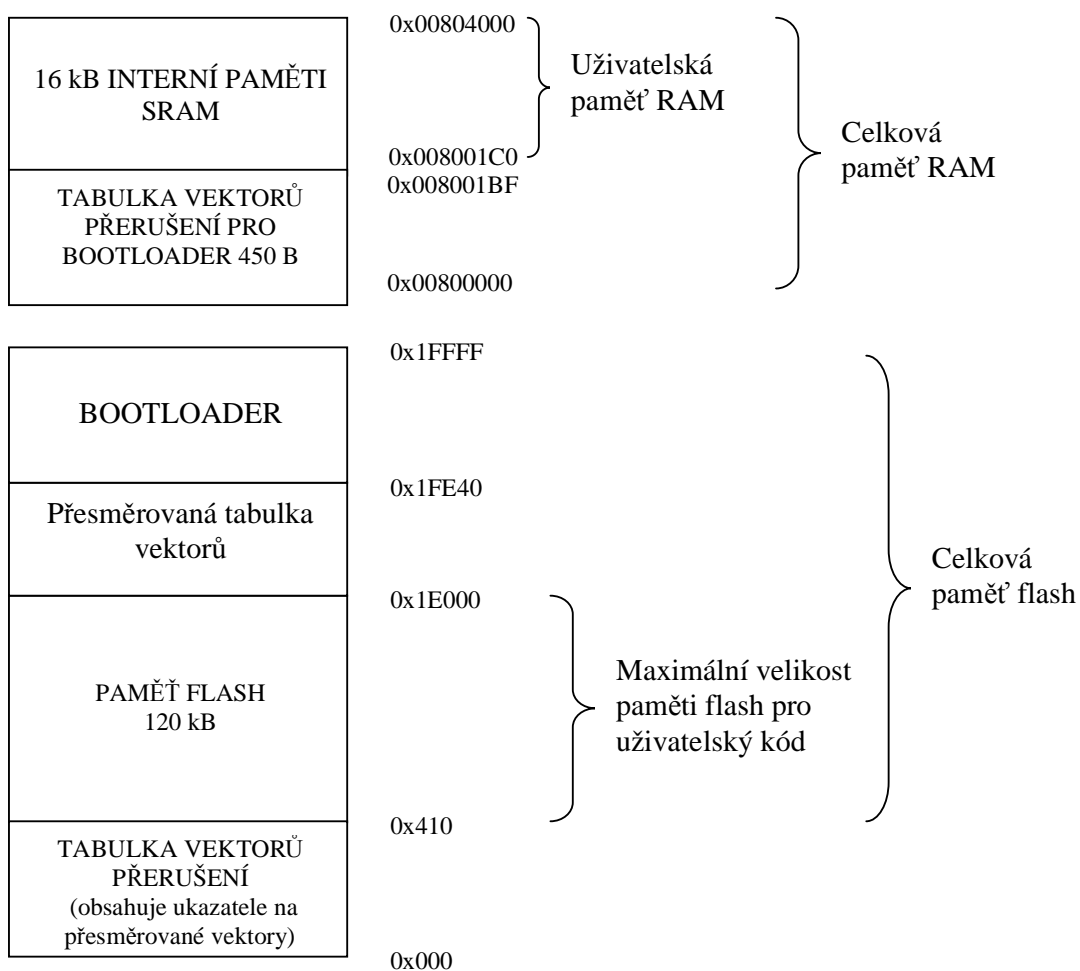 0x00804000
16 kB INTERNÍ PAMĚTI
SRAM
Uživatelská
paměť RAM
0x008001C0
0x008001BF
Celková
paměť RAM
TABULKA VEKTORŮ
PŘERUŠENÍ PRO
BOOTLOADER 450 B
0x00800000
0x1FFFF
BOOTLOADER
0x1FE40
Přesměrovaná tabulka
vektorů
Celková
paměť flash
0x1E000
PAMĚŤ FLASH
120 kB
Maximální velikost
paměti flash pro
uživatelský kód
0x410
TABULKA VEKTORŮ
PŘERUŠENÍ
(obsahuje ukazatele na
přesměrované vektory)
0x000